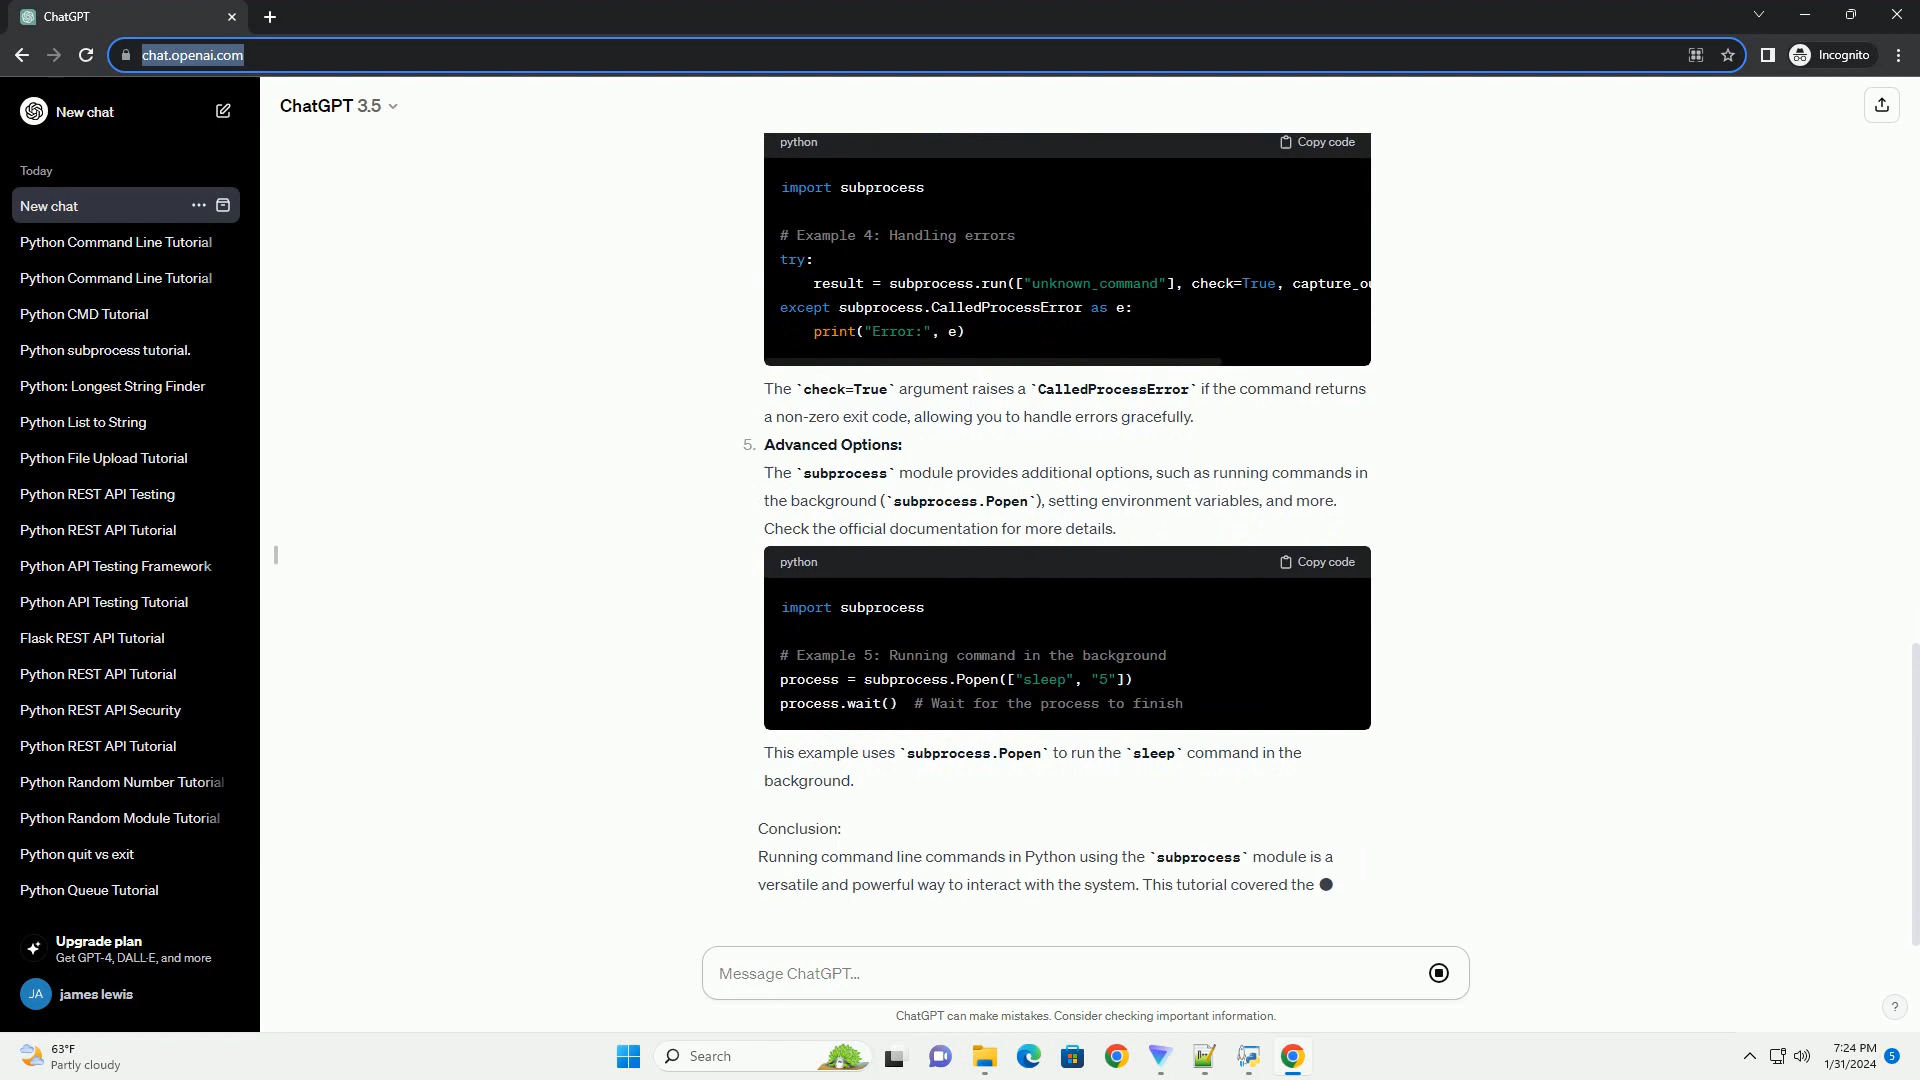 ChatGPT
chat.openai.com
Incognito
New chat
Today
New chat
Python Command Line Tutorial
Python Command Line Tutorial
Python CMD Tutorial
Python subprocess tutorial.
Python: Longest String Finder
Python List to String
Python File Upload Tutorial
Python REST API Testing
Python REST API Tutorial
Python API Testing Framework
Python API Testing Tutorial
Flask REST API Tutorial
Python REST API Tutorial
Python REST API Security
Python REST API Tutorial
Python Random Number Tutorial
Python Random Module Tutorial
Python quit vs exit
Python Queue Tutorial
Upgrade plan
Get GPT-4, DALL·E, and more
JA james lewis
ChatGPT 3.5
python Copy code
import subprocess
# Example 4: Handling errors
try:
result = subprocess.run(["unknown_command"], check=True, capture_ou
except subprocess.CalledProcessError as e:
print("Error:", e)
The `check=True` argument raises a `CalledProcessError` if the command returns
a non-zero exit code, allowing you to handle errors gracefully.
5. Advanced Options:
The `subprocess` module provides additional options, such as running commands in
the background (`subprocess.Popen`), setting environment variables, and more.
Check the official documentation for more details.
python Copy code
import subprocess
# Example 5: Running command in the background
process = subprocess.Popen(["sleep", "5"])
process.wait()  # Wait for the process to finish
This example uses `subprocess.Popen` to run the `sleep` command in the
background.
Conclusion:
Running command line commands in Python using the `subprocess` module is a
versatile and powerful way to interact with the system. This tutorial covered the
Message ChatGPT...
ChatGPT can make mistakes. Consider checking important information.
?
63°F
Partly cloudy
Search
7:24 PM
1/31/2024
5